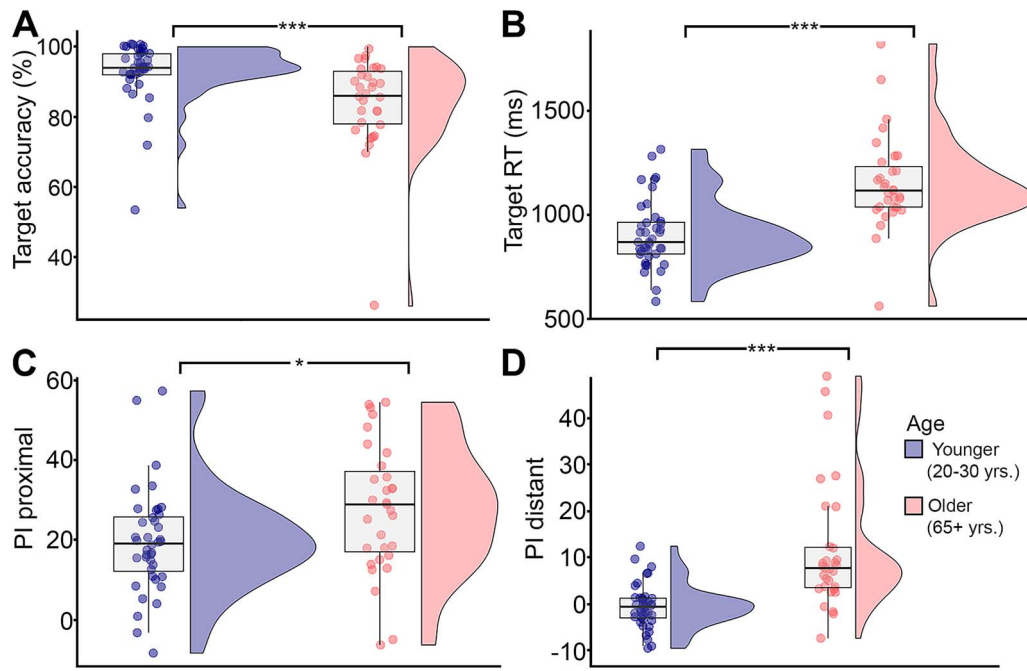 A
***
Target accuracy (%)
100
80
60
40
B
***
Target RT (ms)
1500
1000
500
C
*
PI proximal
60
40
20
0
D
***
PI distant
40
30
20
10
0
-10
Age
Younger
(20-30 yrs.)
Older
(65+ yrs.)